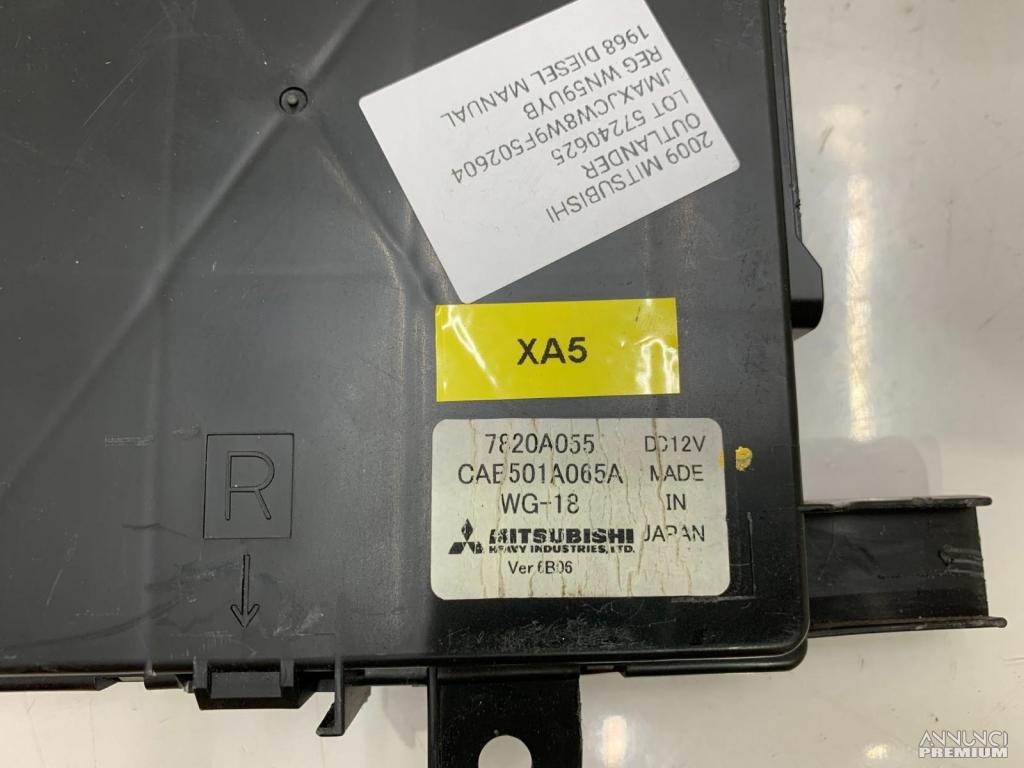 2009 MITSUBISHI
OUTLANDER
LOT 57240625
JMAXJCW8W9F502604
REG WN59UYB
1968 DIESEL MANUAL
XA5
7820A055 DC12V
CAE501A065A MADE
WG-18 IN
MITSUBISHI JAPAN
HEAVY INDUSTRIES, LTD.
Ver 6B06
R
ANNUNCI
PREMIUM